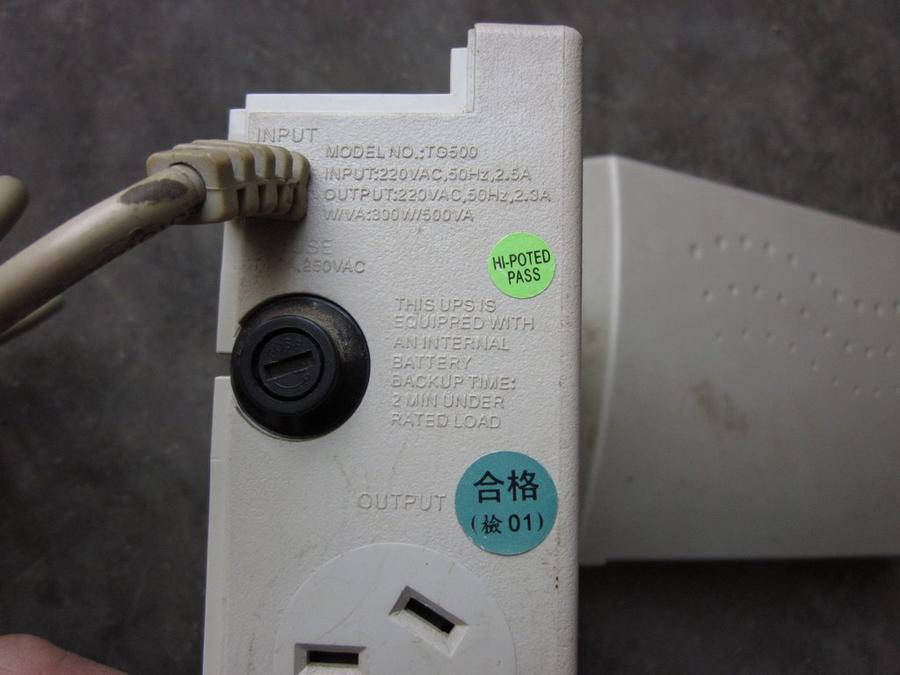 INPUT
MODEL NO.:TG500
INPUT:220VAC,50Hz,2.5A
OUTPUT:220VAC,50Hz,2.3A
W/VA:300W/500VA
250VAC
HI-POTED
PASS
THIS UPS IS
EQUIPPED WITH
AN INTERNAL
BATTERY
BACKUP TIME:
2 MIN UNDER
RATED LOAD
OUTPUT
合格
(檢01)